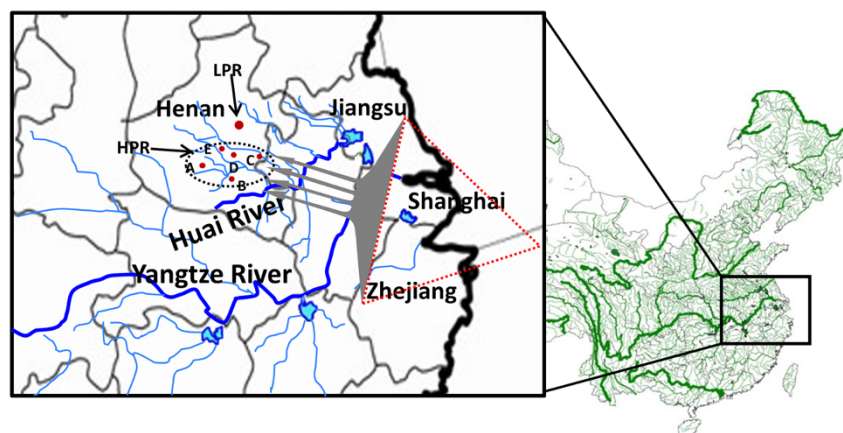 LPR
Henan
Jiangsu
HPR
E
C
A
D
B
Shanghai
Huai River
Yangtze River
Zhejiang